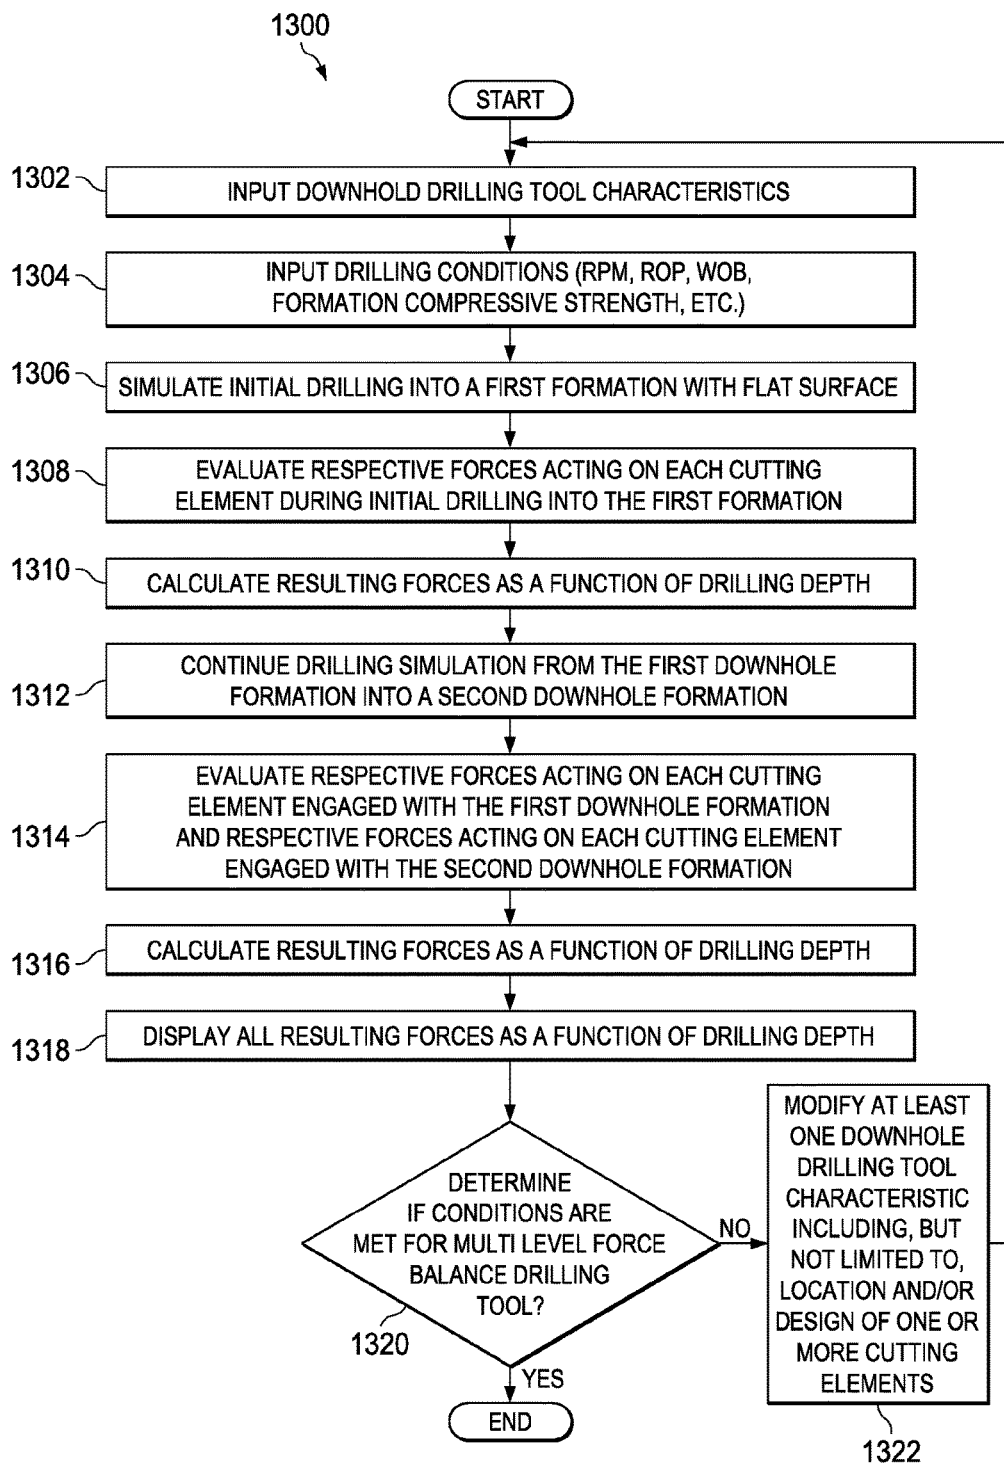 1300
START
1302
INPUT DOWNHOLD DRILLING TOOL CHARACTERISTICS
1304
INPUT DRILLING CONDITIONS (RPM, ROP, WOB,
FORMATION COMPRESSIVE STRENGTH, ETC.)
1306
SIMULATE INITIAL DRILLING INTO A FIRST FORMATION WITH FLAT SURFACE
1308
EVALUATE RESPECTIVE FORCES ACTING ON EACH CUTTING
ELEMENT DURING INITIAL DRILLING INTO THE FIRST FORMATION
1310
CALCULATE RESULTING FORCES AS A FUNCTION OF DRILLING DEPTH
1312
CONTINUE DRILLING SIMULATION FROM THE FIRST DOWNHOLE
FORMATION INTO A SECOND DOWNHOLE FORMATION
1314
EVALUATE RESPECTIVE FORCES ACTING ON EACH CUTTING
ELEMENT ENGAGED WITH THE FIRST DOWNHOLE FORMATION
AND RESPECTIVE FORCES ACTING ON EACH CUTTING ELEMENT
ENGAGED WITH THE SECOND DOWNHOLE FORMATION
1316
CALCULATE RESULTING FORCES AS A FUNCTION OF DRILLING DEPTH
1318
DISPLAY ALL RESULTING FORCES AS A FUNCTION OF DRILLING DEPTH
DETERMINE
IF CONDITIONS ARE
MET FOR MULTI LEVEL FORCE
BALANCE DRILLING
TOOL?
1320
NO
MODIFY AT LEAST
ONE DOWNHOLE
DRILLING TOOL
CHARACTERISTIC
INCLUDING, BUT
NOT LIMITED TO,
LOCATION AND/OR
DESIGN OF ONE OR
MORE CUTTING
ELEMENTS
1322
YES
END